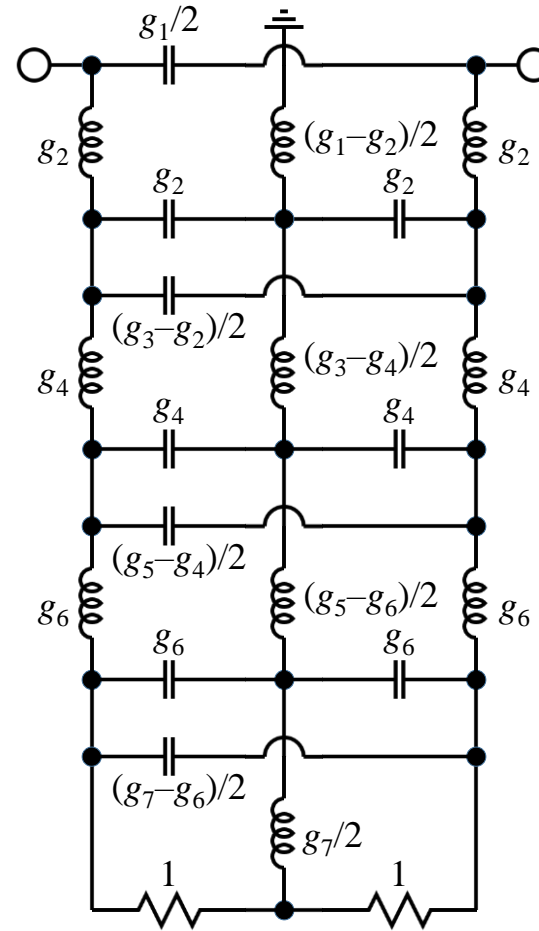 g₁/2
g₂ (g₁–g₂)/2 g₂
g₂ g₂
(g₃–g₂)/2
g₄ (g₃–g₄)/2 g₄
g₄ g₄
(g₅–g₄)/2
g₆ (g₅–g₆)/2 g₆
g₆ g₆
(g₇–g₆)/2
g₇/2
1 1